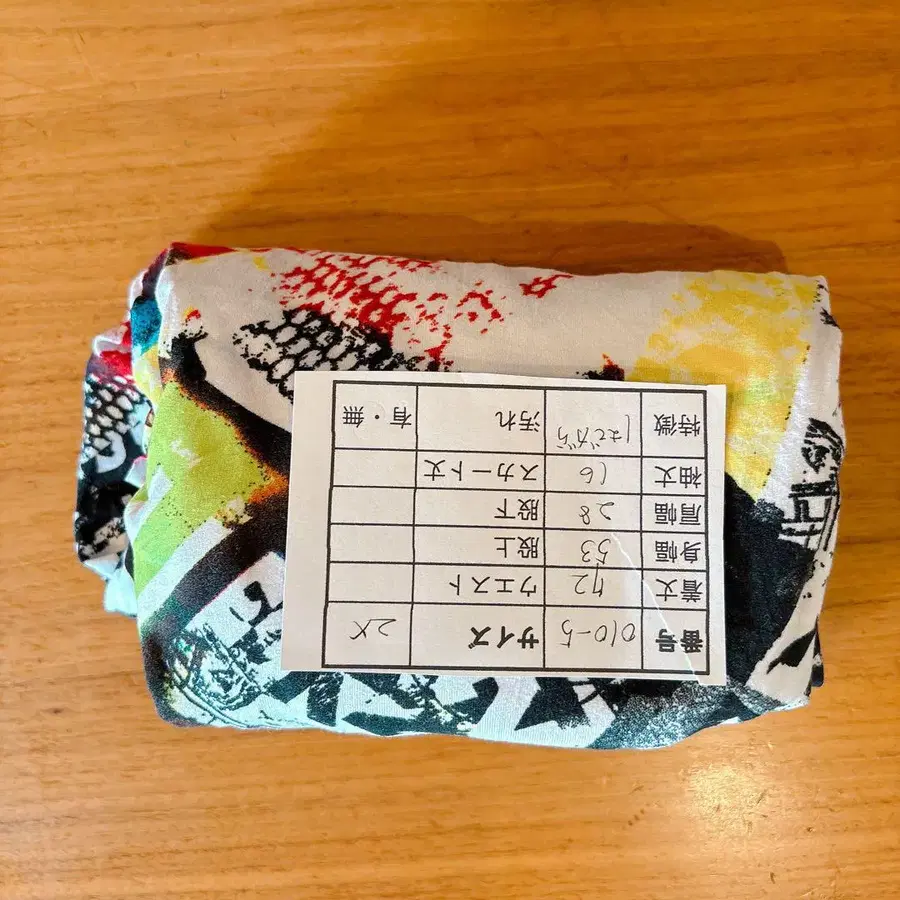 番号 010-5 サイズ 2X
着丈 72 ウエスト
身幅 53 股上
肩幅 28 股下
袖丈 16 スカート丈
特徴 汚れ 有・無